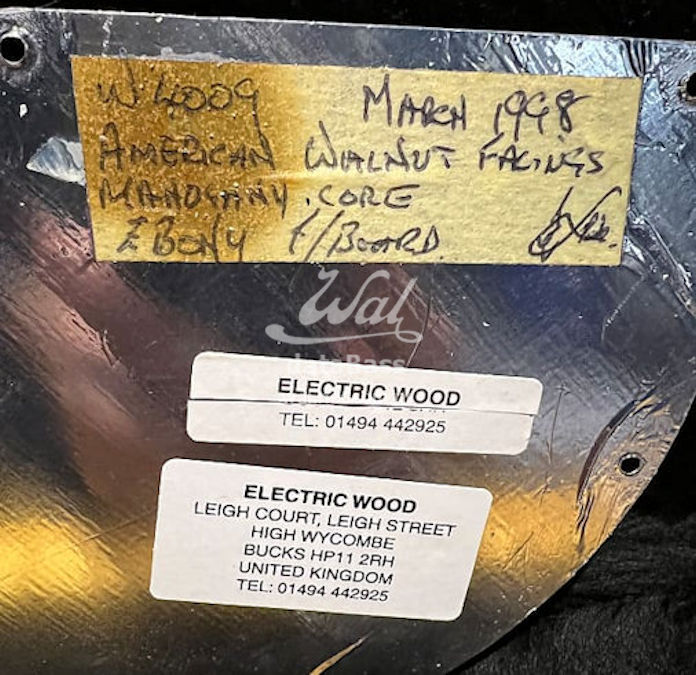 W4009 MARCH 1998
AMERICAN WALNUT FACINGS
MAHOGANY CORE
EBONY F/BOARD.
Wal
ELECTRIC WOOD
TEL: 01494 442925
ELECTRIC WOOD
LEIGH COURT, LEIGH STREET
HIGH WYCOMBE
BUCKS HP11 2RH
UNITED KINGDOM
TEL: 01494 442925